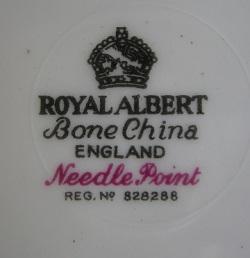 ROYAL ALBERT
Bone China
ENGLAND
Needle Point
REG. Nº 828288